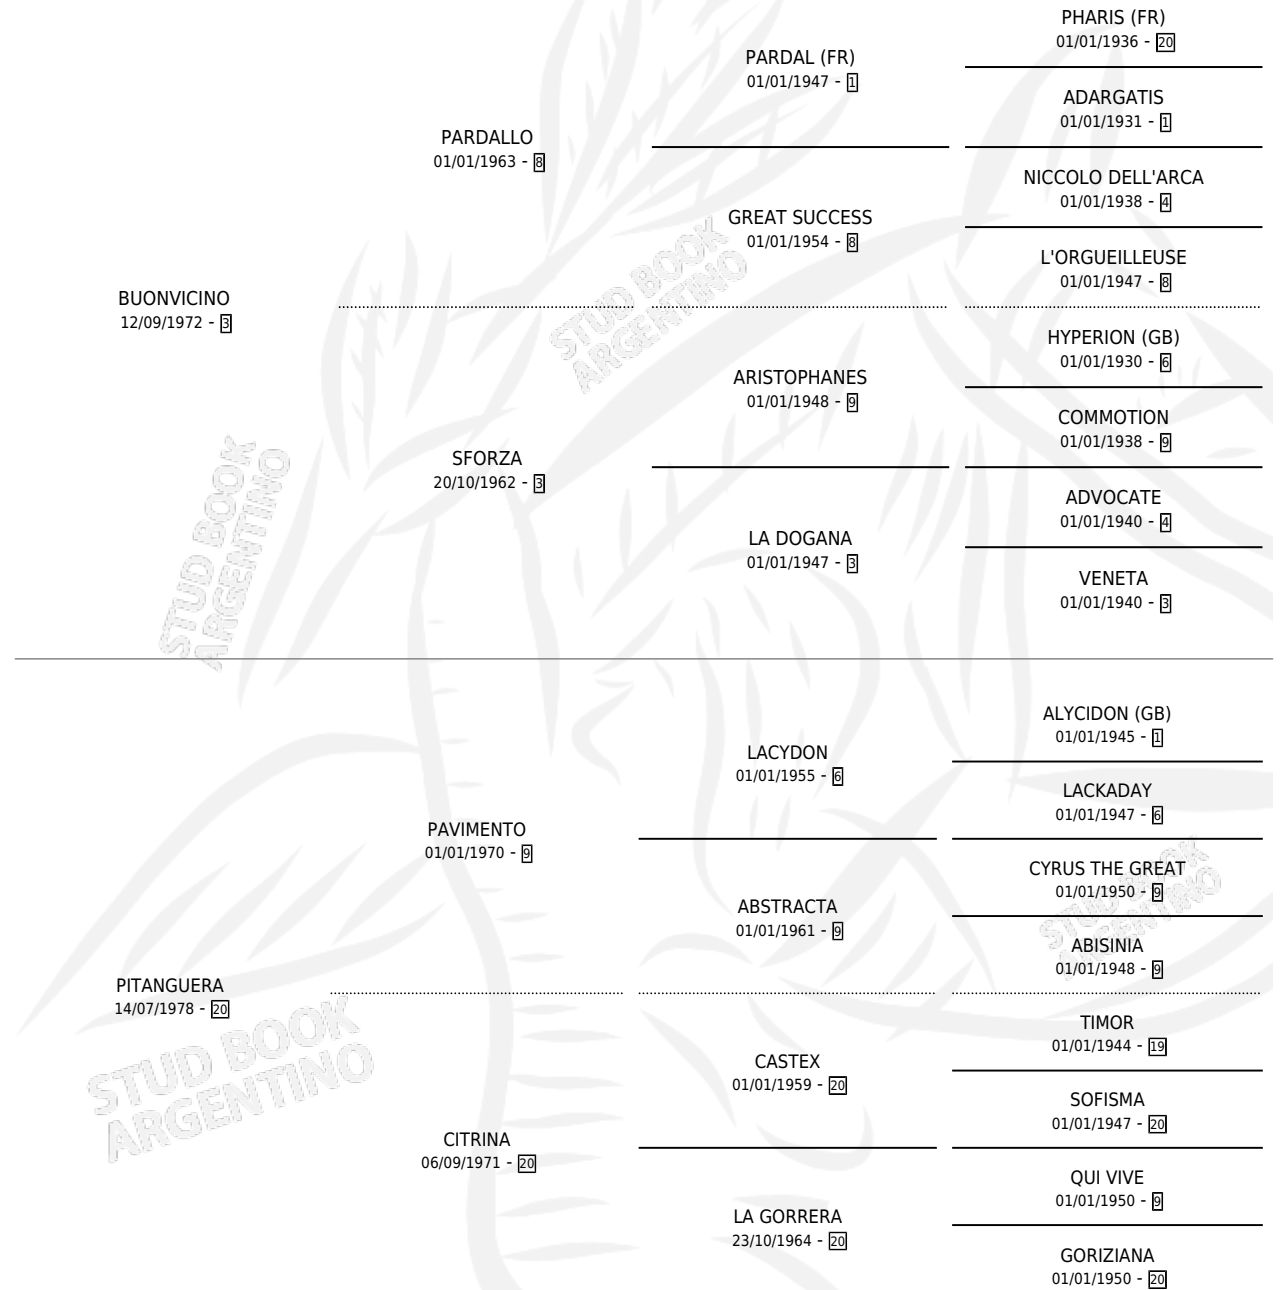 PHARIS (FR)
01/01/1936 - 20
PARDAL (FR)
01/01/1947 - 1
ADARGATIS
01/01/1931 - 1
PARDALLO
01/01/1963 - 8
NICCOLO DELL'ARCA
01/01/1938 - 4
GREAT SUCCESS
01/01/1954 - 8
L'ORGUEILLEUSE
01/01/1947 - 8
BUONVICINO
12/09/1972 - 3
STUD BOOK
ARGENTINO
HYPERION (GB)
01/01/1930 - 6
ARISTOPHANES
01/01/1948 - 9
COMMOTION
01/01/1938 - 9
SFORZA
20/10/1962 - 3
ADVOCATE
01/01/1940 - 4
LA DOGANA
01/01/1947 - 3
VENETA
01/01/1940 - 3
STUD BOOK
ARGENTINO
ALYCIDON (GB)
01/01/1945 - 1
LACYDON
01/01/1955 - 6
LACKADAY
01/01/1947 - 6
PAVIMENTO
01/01/1970 - 9
CYRUS THE GREAT
01/01/1950 - 9
ABSTRACTA
01/01/1961 - 9
STUD BOOK
ARGENTINO
ABISINIA
01/01/1948 - 9
PITANGUERA
14/07/1978 - 20
STUD BOOK
ARGENTINO
TIMOR
01/01/1944 - 19
CASTEX
01/01/1959 - 20
SOFISMA
01/01/1947 - 20
CITRINA
06/09/1971 - 20
QUI VIVE
01/01/1950 - 9
LA GORRERA
23/10/1964 - 20
GORIZIANA
01/01/1950 - 20